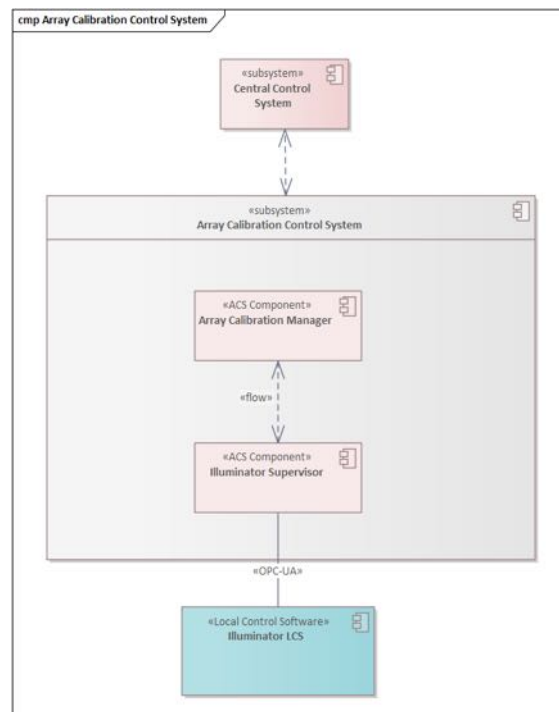 cmp Array Calibration Control System
«subsystem»
Central Control
System
«subsystem»
Array Calibration Control System
«ACS Component»
Array Calibration Manager
«flow»
«ACS Component»
Illuminator Supervisor
«OPC-UA»
«Local Control Software»
Illuminator LCS